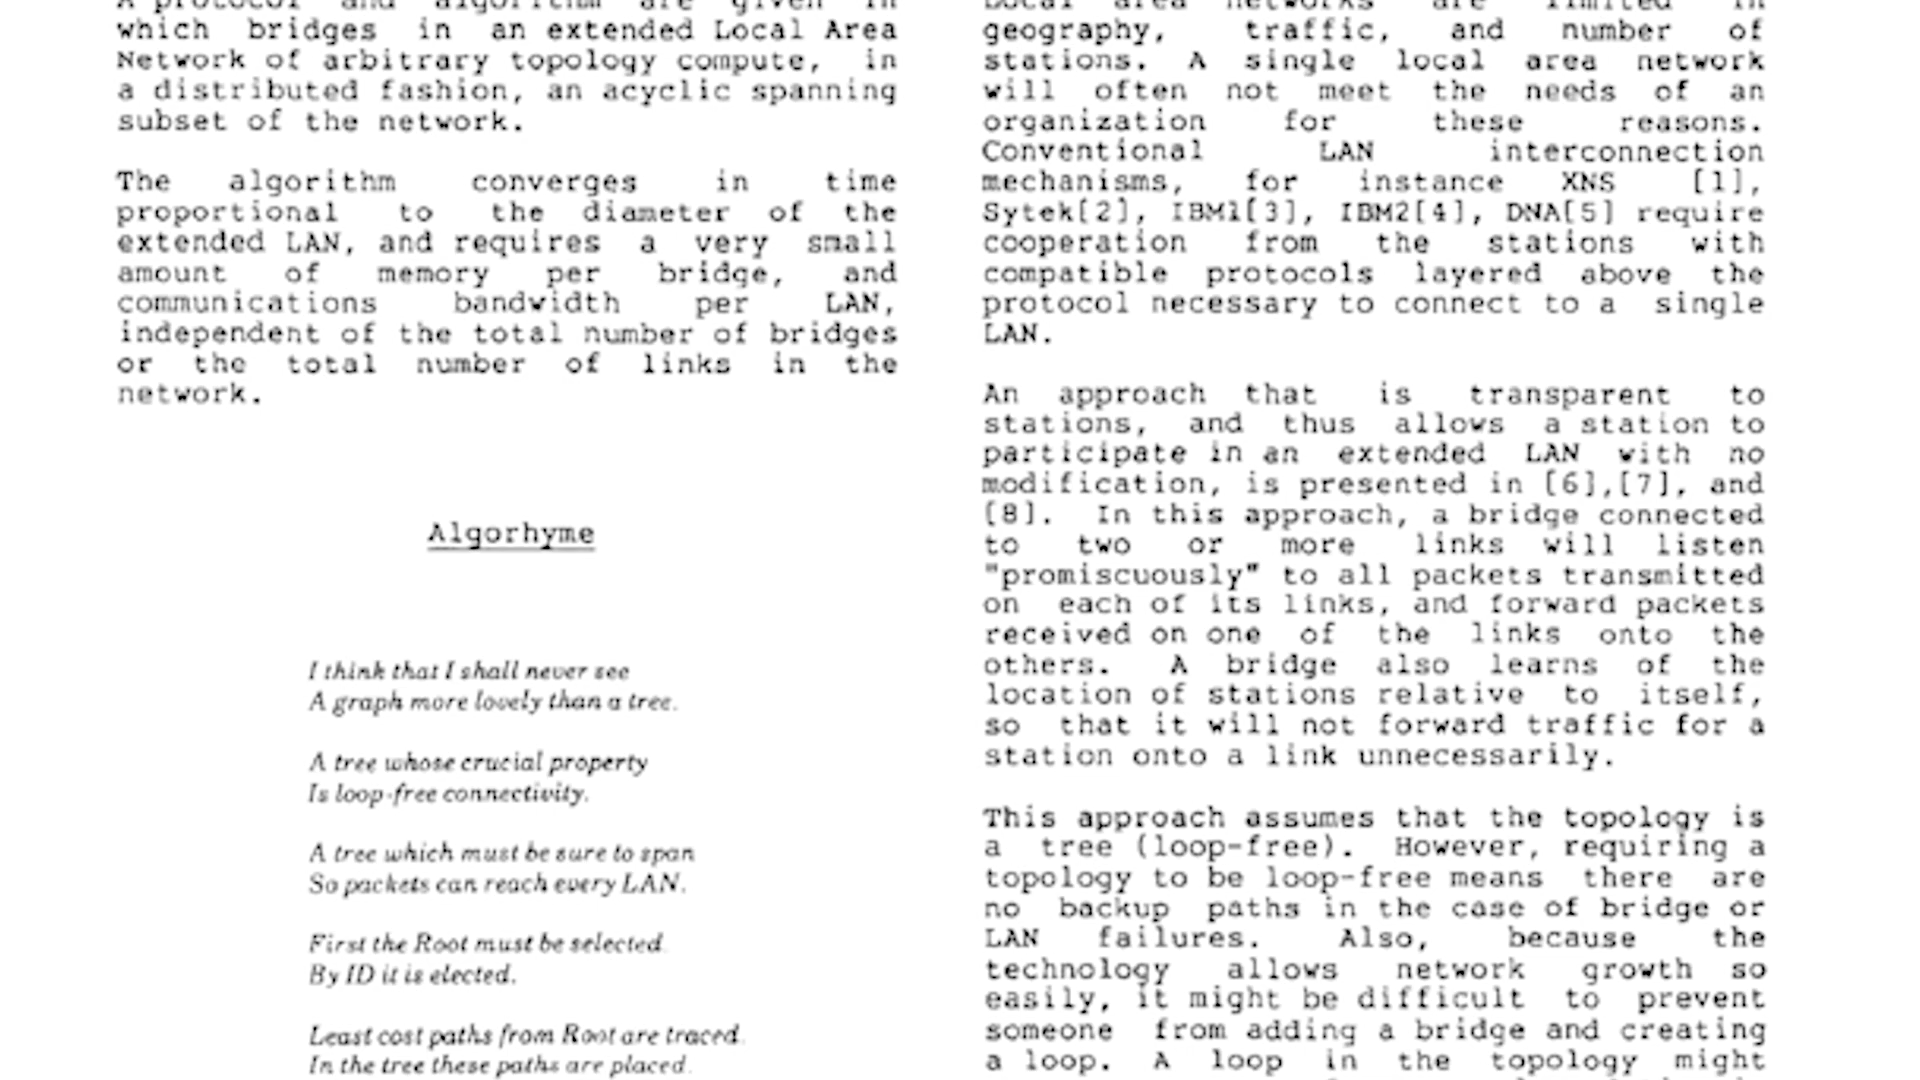 A protocol and algorithm are given in
which bridges in an extended Local Area
Network of arbitrary topology compute, in
a distributed fashion, an acyclic spanning
subset of the network.
The algorithm converges in time
proportional to the diameter of the
extended LAN, and requires a very small
amount of memory per bridge, and
communications bandwidth per LAN,
independent of the total number of bridges
or the total number of links in the
network.
Algorhyme
I think that I shall never see
A graph more lovely than a tree.
A tree whose crucial property
Is loop-free connectivity.
A tree which must be sure to span
So packets can reach every LAN.
First the Root must be selected.
By ID it is elected.
Least cost paths from Root are traced.
In the tree these paths are placed.
Local area networks are limited in
geography, traffic, and number of
stations. A single local area network
will often not meet the needs of an
organization for these reasons.
Conventional LAN interconnection
mechanisms, for instance XNS [1],
Sytek[2], IBM1[3], IBM2[4], DNA[5] require
cooperation from the stations with
compatible protocols layered above the
protocol necessary to connect to a single
LAN.
An approach that is transparent to
stations, and thus allows a station to
participate in an extended LAN with no
modification, is presented in [6],[7], and
[8]. In this approach, a bridge connected
to two or more links will listen
"promiscuously" to all packets transmitted
on each of its links, and forward packets
received on one of the links onto the
others. A bridge also learns of the
location of stations relative to itself,
so that it will not forward traffic for a
station onto a link unnecessarily.
This approach assumes that the topology is
a tree (loop-free). However, requiring a
topology to be loop-free means there are
no backup paths in the case of bridge or
LAN failures. Also, because the
technology allows network growth so
easily, it might be difficult to prevent
someone from adding a bridge and creating
a loop. A loop in the topology might